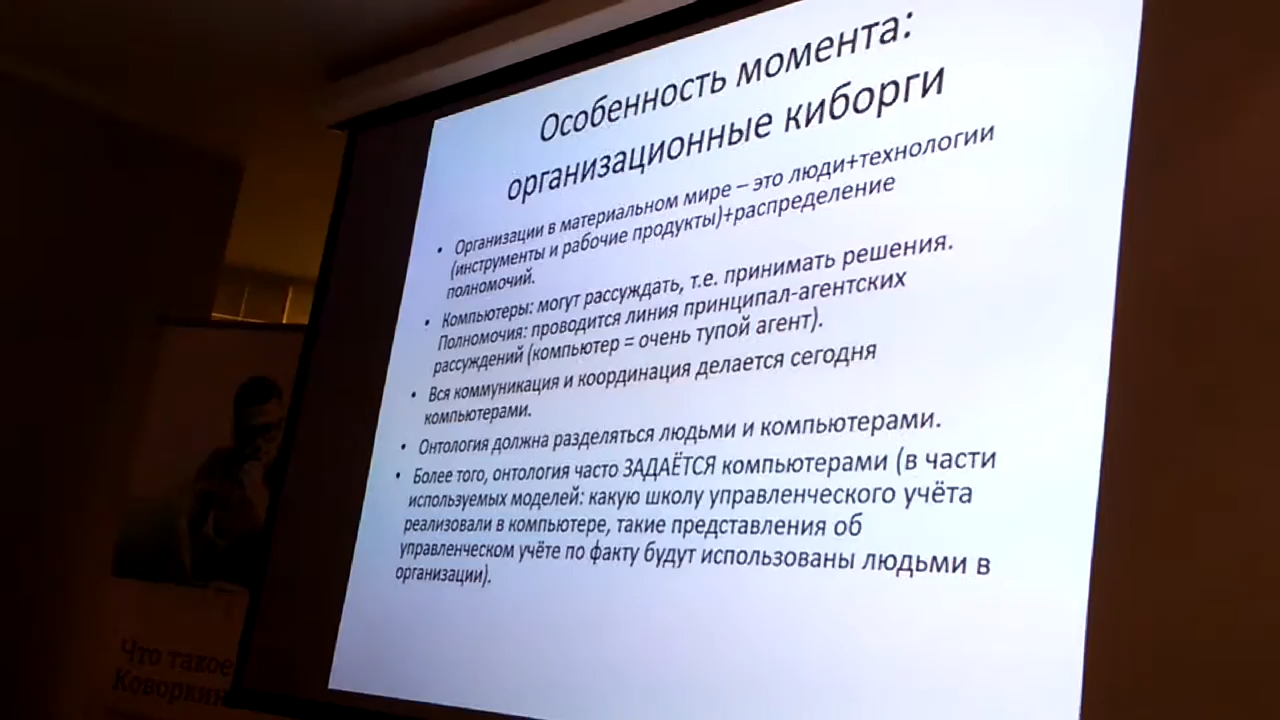 Особенность момента:
организационные киборги
• Организации в материальном мире – это люди+технологии
(инструменты и рабочие продукты)+распределение
полномочий.
• Компьютеры: могут рассуждать, т.е. принимать решения.
Полномочия: проводится линия принципал-агентских
рассуждений (компьютер = очень тупой агент).
• Вся коммуникация и координация делается сегодня
компьютерами.
• Онтология должна разделяться людьми и компьютерами.
• Более того, онтология часто ЗАДАЁТСЯ компьютерами (в части
используемых моделей: какую школу управленческого учёта
реализовали в компьютере, такие представления об
управленческом учёте по факту будут использованы людьми в
организации).
Что такое